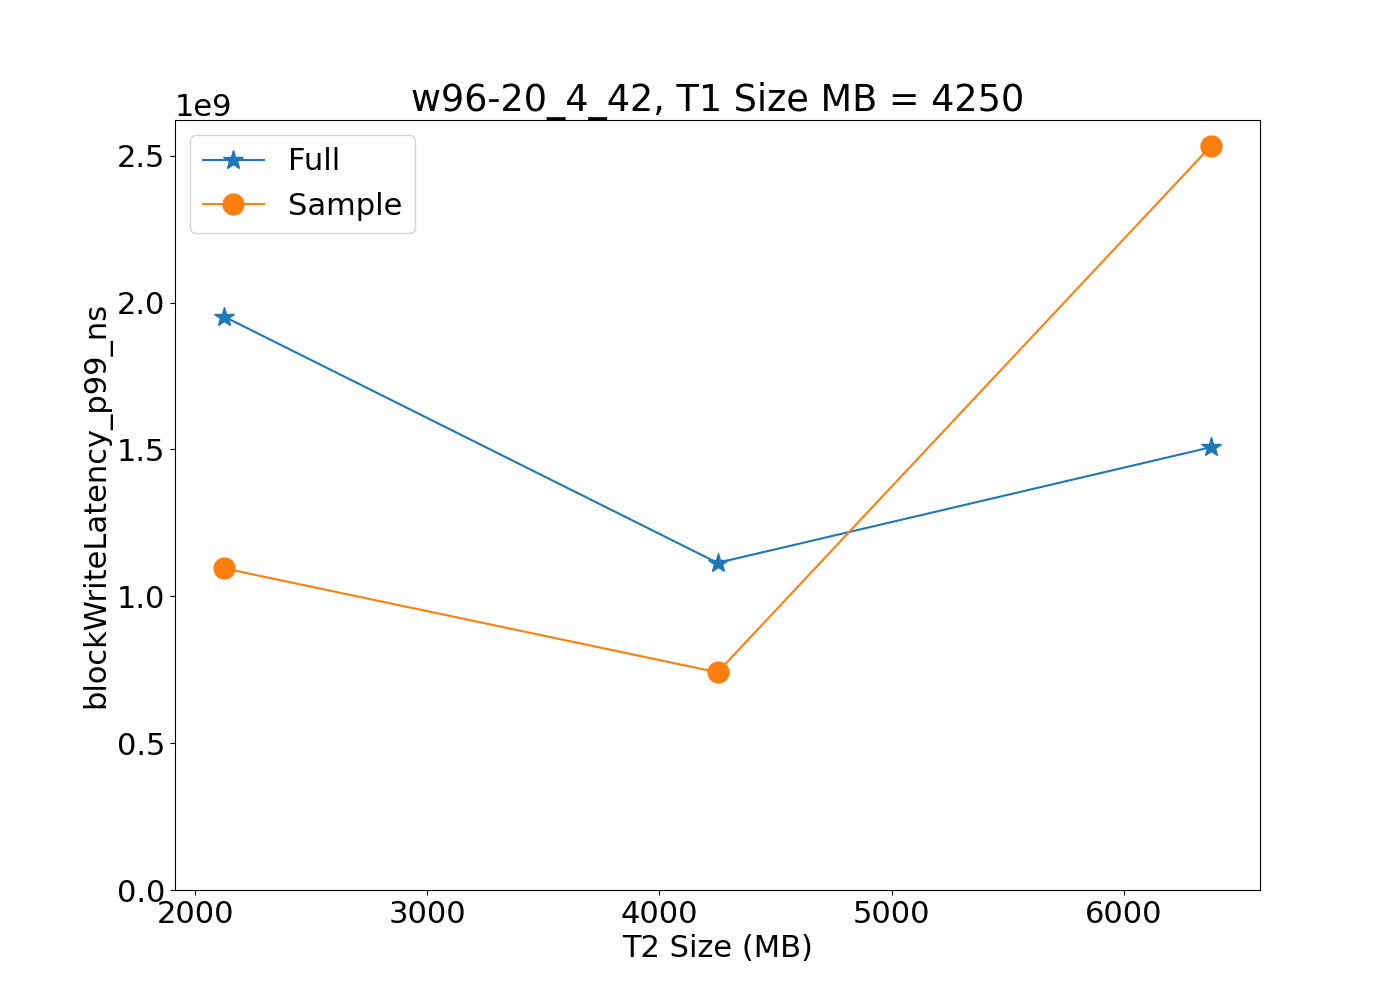 w96-20_4_42, T1 Size MB = 4250
1e9
Full
Sample
2.5
2.0
1.5
1.0
0.5
0.0
blockWriteLatency_p99_ns
2000 3000 4000 5000 6000
T2 Size (MB)